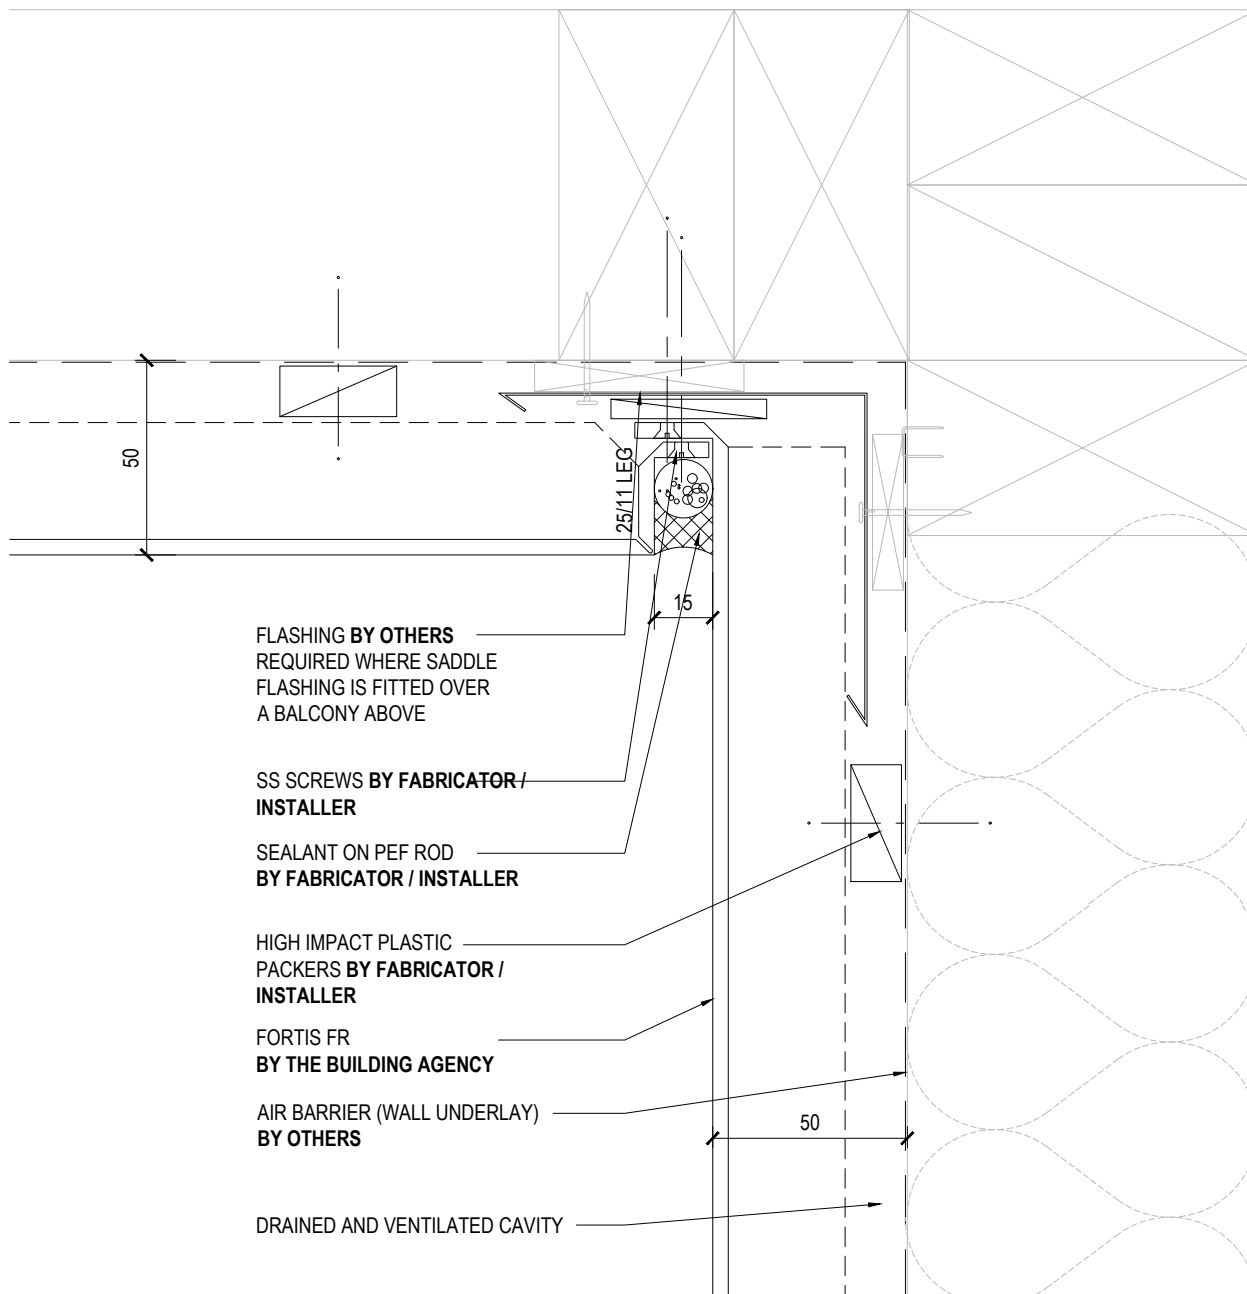 50
25/11 LEG
15
FLASHING BY OTHERS
REQUIRED WHERE SADDLE
FLASHING IS FITTED OVER
A BALCONY ABOVE
SS SCREWS BY FABRICATOR /
INSTALLER
SEALANT ON PEF ROD
BY FABRICATOR / INSTALLER
HIGH IMPACT PLASTIC
PACKERS BY FABRICATOR /
INSTALLER
FORTIS FR
BY THE BUILDING AGENCY
AIR BARRIER (WALL UNDERLAY)
BY OTHERS
50
DRAINED AND VENTILATED CAVITY